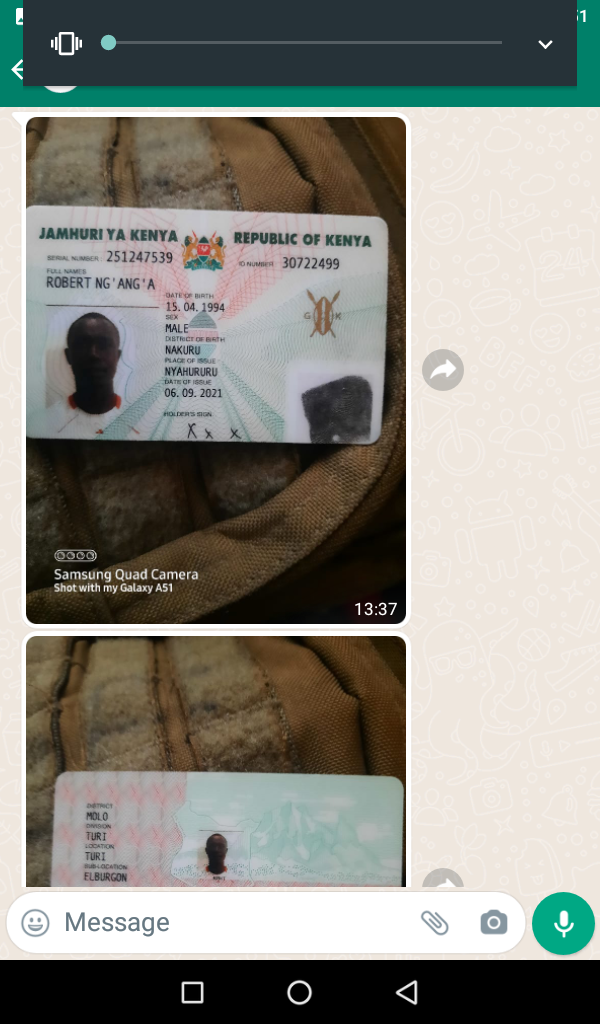 51
JAMHURI YA KENYA REPUBLIC OF KENYA
SERIAL NUMBER: 251247539 ID NUMBER: 30722499
FULL NAMES
ROBERT NG'ANG'A
DATE OF BIRTH
15. 04. 1994
SEX
MALE
DISTRICT OF BIRTH
NAKURU
PLACE OF ISSUE
NYAHURURU
DATE OF ISSUE
06. 09. 2021
HOLDER'S SIGN.
X x x
G K
Samsung Quad Camera
Shot with my Galaxy A51
13:37
DISTRICT
MOLO
DIVISION
TURI
LOCATION
TURI
SUB-LOCATION
ELBURGON
Message